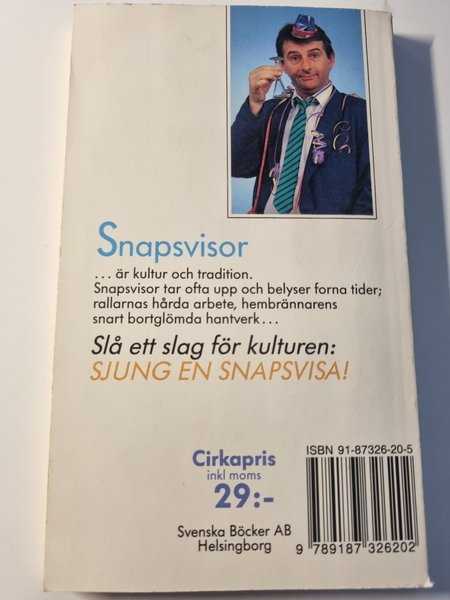 Snapsvisor
... är kultur och tradition.
Snapsvisor tar ofta upp och belyser forna tider;
rallarnas hårda arbete, hembrännarens
snart bortglömda hantverk...
Slå ett slag för kulturen:
SJUNG EN SNAPSVISA!
Cirkapris
inkl moms
29:-
Svenska Böcker AB
Helsingborg
ISBN 91-87326-20-5
9 789187 326202